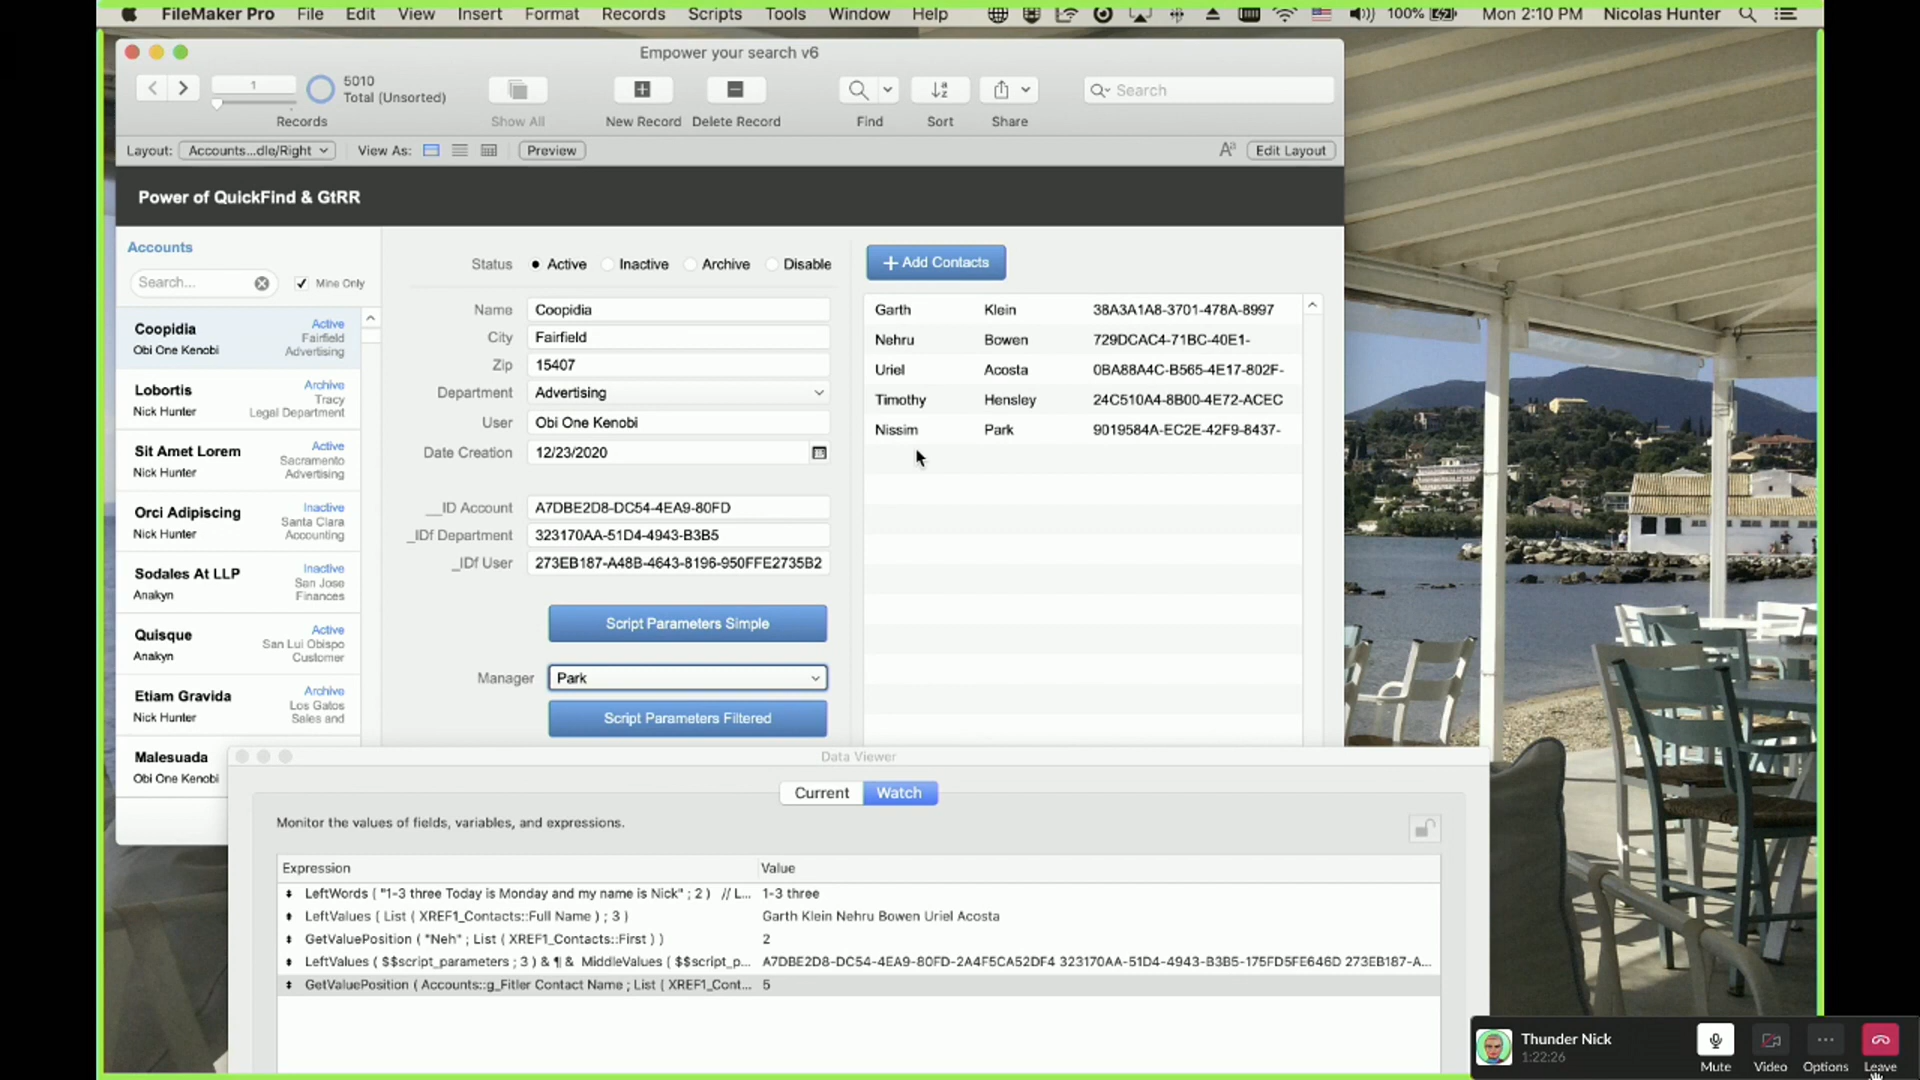 FileMaker Pro File Edit View Insert Format Records Scripts Tools Window Help 100% Mon 2:10 PM Nicolas Hunter
Empower your search v6
1
5010
Total (Unsorted)
Search
Records Show All New Record Delete Record Find Sort Share
Layout: Accounts...dle/Right View As: Preview Edit Layout
Power of QuickFind & GtRR
Accounts
Search... Mine Only
Coopidia Active
Obi One Kenobi Fairfield
Advertising
Lobortis Archive
Nick Hunter Tracy
Legal Department
Sit Amet Lorem Active
Nick Hunter Sacramento
Advertising
Orci Adipiscing Inactive
Nick Hunter Santa Clara
Accounting
Sodales At LLP Inactive
Anakyn San Jose
Finances
Quisque Active
Anakyn San Lui Obispo
Customer
Etiam Gravida Archive
Nick Hunter Los Gatos
Sales and
Malesuada
Obi One Kenobi
Status Active Inactive Archive Disable
Name Coopidia
City Fairfield
Zip 15407
Department Advertising
User Obi One Kenobi
Date Creation 12/23/2020
__ID Account A7DBE2D8-DC54-4EA9-80FD
_IDf Department 323170AA-51D4-4943-B3B5
_IDf User 273EB187-A48B-4643-8196-950FFE2735B2
Script Parameters Simple
Manager Park
Script Parameters Filtered
+ Add Contacts
Garth Klein 38A3A1A8-3701-478A-8997
Nehru Bowen 729DCAC4-71BC-40E1-
Uriel Acosta 0BA88A4C-B565-4E17-802F-
Timothy Hensley 24C510A4-8B00-4E72-ACEC
Nissim Park 9019584A-EC2E-42F9-8437-
Data Viewer
Current Watch
Monitor the values of fields, variables, and expressions.
Expression Value
LeftWords ( "1-3 three Today is Monday and my name is Nick" ; 2 ) // L... 1-3 three
LeftValues ( List ( XREF1_Contacts::Full Name ) ; 3 ) Garth Klein Nehru Bowen Uriel Acosta
GetValuePosition ( "Neh" ; List ( XREF1_Contacts::First ) ) 2
LeftValues ( $$script_parameters ; 3 ) & ¶ & MiddleValues ( $$script_p... A7DBE2D8-DC54-4EA9-80FD-2A4F5CA52DF4 323170AA-51D4-4943-B3B5-175FD5FE646D 273EB187-A...
GetValuePosition ( Accounts::g_Fitler Contact Name ; List ( XREF1_Cont... 5
Thunder Nick
1:22:26
Mute Video Options Leave